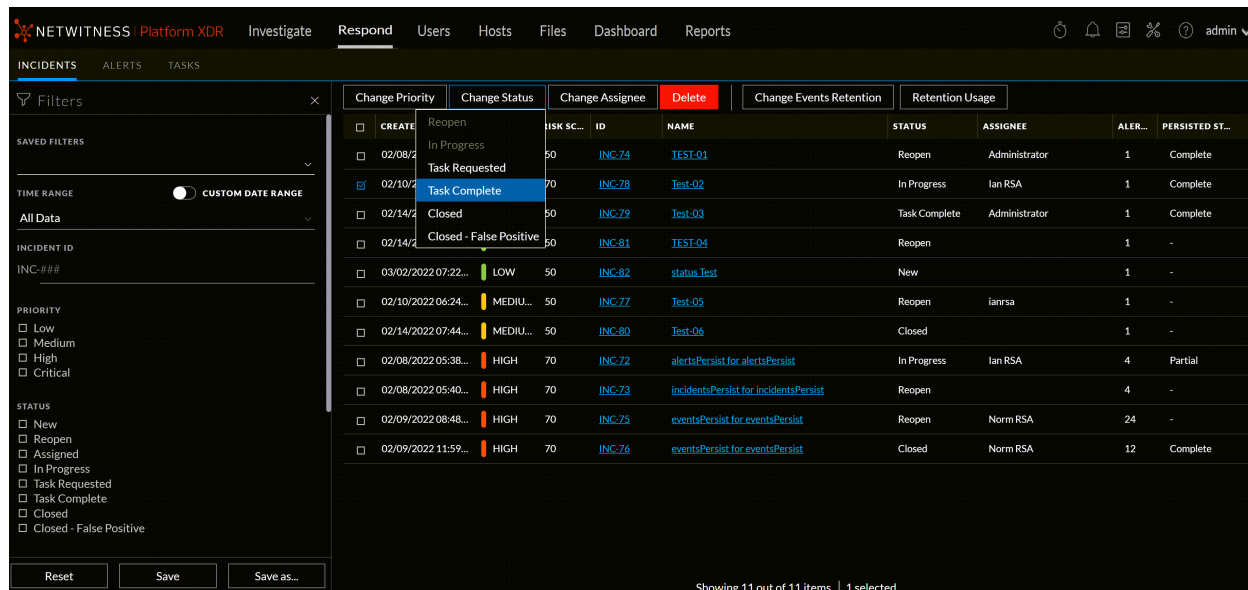 NETWITNESS Platform XDR Investigate Respond Users Hosts Files Dashboard Reports admin
INCIDENTS ALERTS TASKS
Filters
SAVED FILTERS
TIME RANGE CUSTOM DATE RANGE
All Data
INCIDENT ID
INC-###
PRIORITY
Low
Medium
High
Critical
STATUS
New
Reopen
Assigned
In Progress
Task Requested
Task Complete
Closed
Closed - False Positive
Reset Save Save as...
Change Priority Change Status Change Assignee Delete Change Events Retention Retention Usage
Reopen
In Progress
Task Requested
Task Complete
Closed
Closed - False Positive
CREATE RISK SC... ID NAME STATUS ASSIGNEE ALER... PERSISTED ST...
02/08/2 50 INC-74 TEST-01 Reopen Administrator 1 Complete
02/10/2 70 INC-78 Test-02 In Progress Ian RSA 1 Complete
02/14/2 50 INC-79 Test-03 Task Complete Administrator 1 Complete
02/14/2 50 INC-81 TEST-04 Reopen 1 -
03/02/2022 07:22... LOW 50 INC-82 status Test New 1 -
02/10/2022 06:24... MEDIU... 50 INC-77 Test-05 Reopen ianrsa 1 -
02/14/2022 07:44... MEDIU... 50 INC-80 Test-06 Closed 1 -
02/08/2022 05:38... HIGH 70 INC-72 alertsPersist for alertsPersist In Progress Ian RSA 4 Partial
02/08/2022 05:40... HIGH 70 INC-73 incidentsPersist for incidentsPersist Reopen 4 -
02/09/2022 08:48... HIGH 70 INC-75 eventsPersist for eventsPersist Reopen Norm RSA 24 -
02/09/2022 11:59... HIGH 70 INC-76 eventsPersist for eventsPersist Closed Norm RSA 12 Complete
Showing 11 out of 11 items | 1 selected